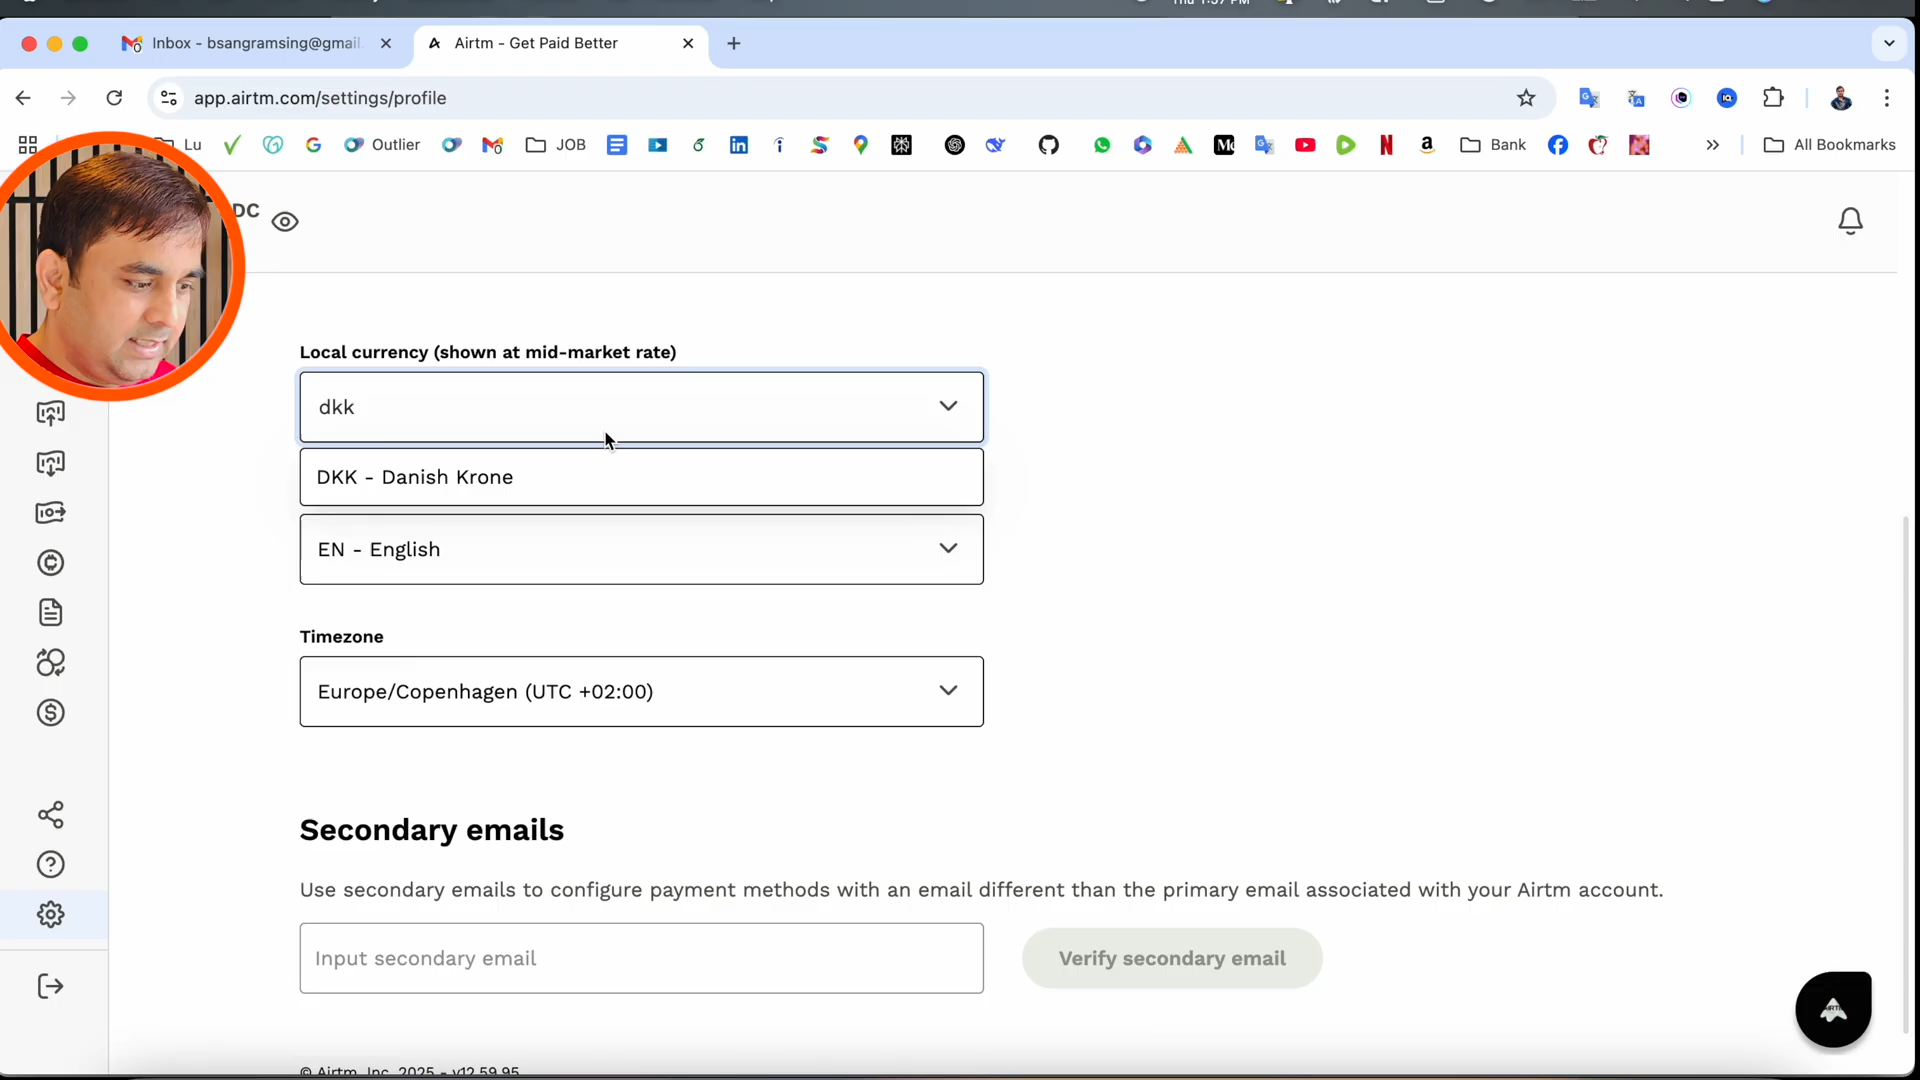 Inbox - bsangramsing@gmail.
Airtm - Get Paid Better
app.airtm.com/settings/profile
Lu
Outlier
JOB
Bank
All Bookmarks
DC
Local currency (shown at mid-market rate)
dkk
DKK - Danish Krone
EN - English
Timezone
Europe/Copenhagen (UTC +02:00)
Secondary emails
Use secondary emails to configure payment methods with an email different than the primary email associated with your Airtm account.
Input secondary email
Verify secondary email
© Airtm, Inc. 2025 - v12.59.95